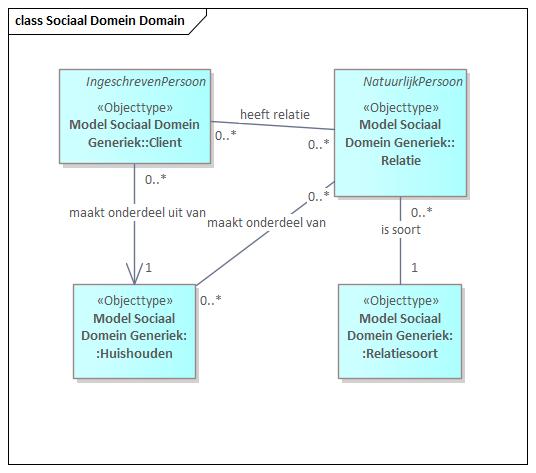 class Sociaal Domein Domain
IngeschrevenPersoon
«Objecttype»
Model Sociaal Domein
Generiek::Client
NatuurlijkPersoon
«Objecttype»
Model Sociaal
Domein Generiek::
Relatie
heeft relatie
0..*
0..*
0..*
maakt onderdeel uit van
1
0..*
maakt onderdeel van
0..*
0..*
is soort
1
«Objecttype»
Model Sociaal
Domein Generiek:
:Huishouden
«Objecttype»
Model Sociaal
Domein Generiek:
:Relatiesoort